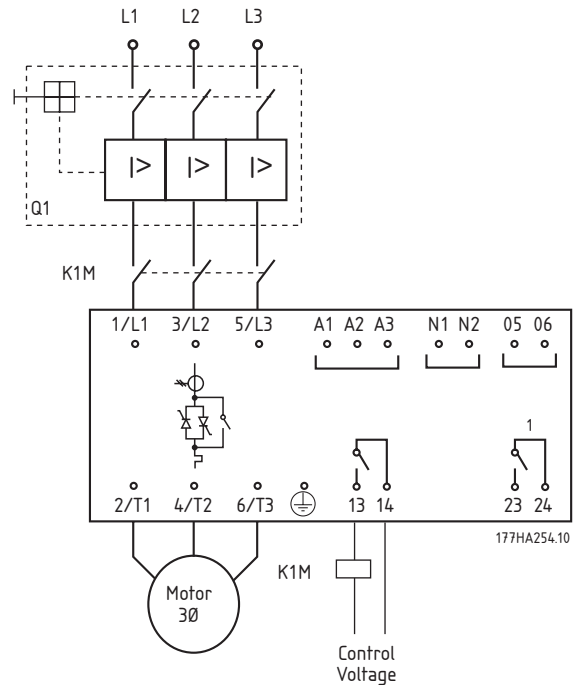 L1 L2 L3
I> I> I>
Q1
K1M
1/L1 3/L2 5/L3 A1 A2 A3 N1 N2 05 06
1
2/T1 4/T2 6/T3 13 14 23 24
177HA254.10
Motor
3Ø
K1M
Control
Voltage